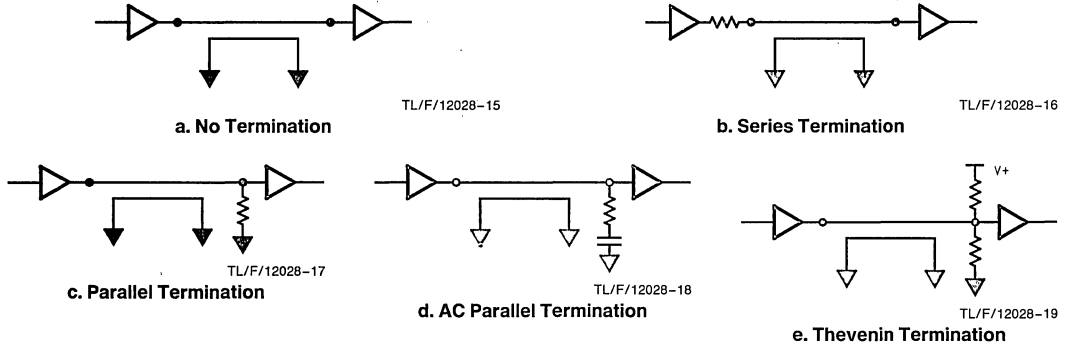 TL/F/12028-15
a. No Termination
TL/F/12028-16
b. Series Termination
TL/F/12028-17
c. Parallel Termination
TL/F/12028-18
d. AC Parallel Termination
V+
TL/F/12028-19
e. Thevenin Termination